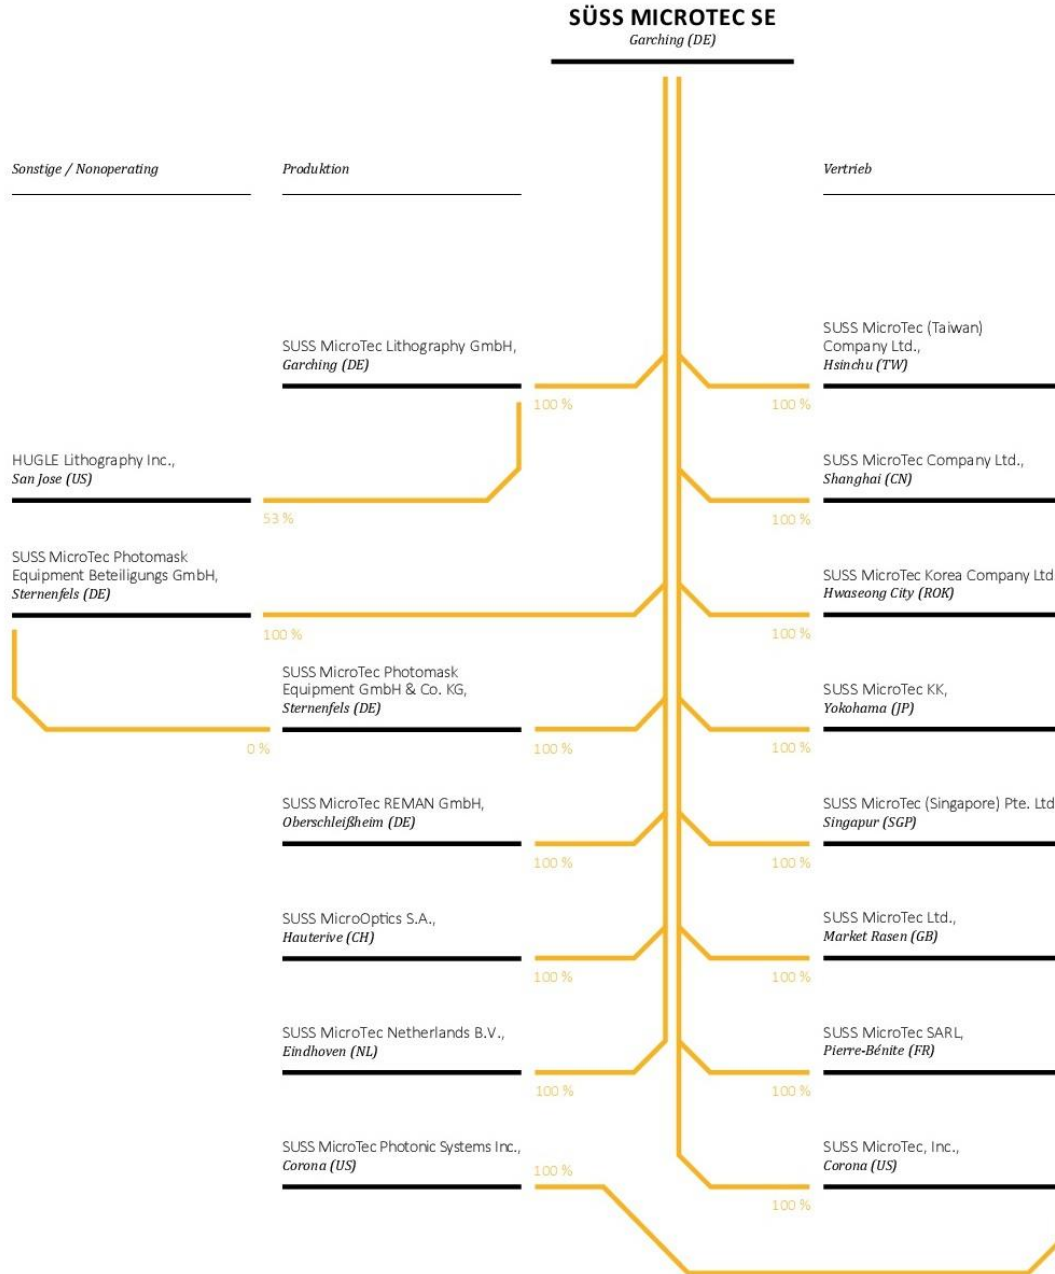 SÜSS MICROTEC SE
Garching (DE)
Sonstige / Nonoperating
Produktion
Vertrieb
SUSS MicroTec Lithography GmbH,
Garching (DE)
100 %
SUSS MicroTec (Taiwan)
Company Ltd.,
Hsinchu (TW)
100 %
HUGLE Lithography Inc.,
San Jose (US)
53 %
SUSS MicroTec Company Ltd.,
Shanghai (CN)
100 %
SUSS MicroTec Photomask
Equipment Beteiligungs GmbH,
Sternenfels (DE)
100 %
SUSS MicroTec Korea Company Ltd
Hwaseong City (ROK)
100 %
SUSS MicroTec Photomask
Equipment GmbH & Co. KG,
Sternenfels (DE)
0 %
100 %
SUSS MicroTec KK,
Yokohama (JP)
100 %
SUSS MicroTec REMAN GmbH,
Oberschleißheim (DE)
100 %
SUSS MicroTec (Singapore) Pte. Ltd
Singapur (SGP)
100 %
SUSS MicroOptics S.A.,
Hauterive (CH)
100 %
SUSS MicroTec Ltd.,
Market Rasen (GB)
100 %
SUSS MicroTec Netherlands B.V.,
Eindhoven (NL)
100 %
SUSS MicroTec SARL,
Pierre-Bénite (FR)
100 %
SUSS MicroTec Photonic Systems Inc.,
Corona (US)
100 %
SUSS MicroTec, Inc.,
Corona (US)
100 %